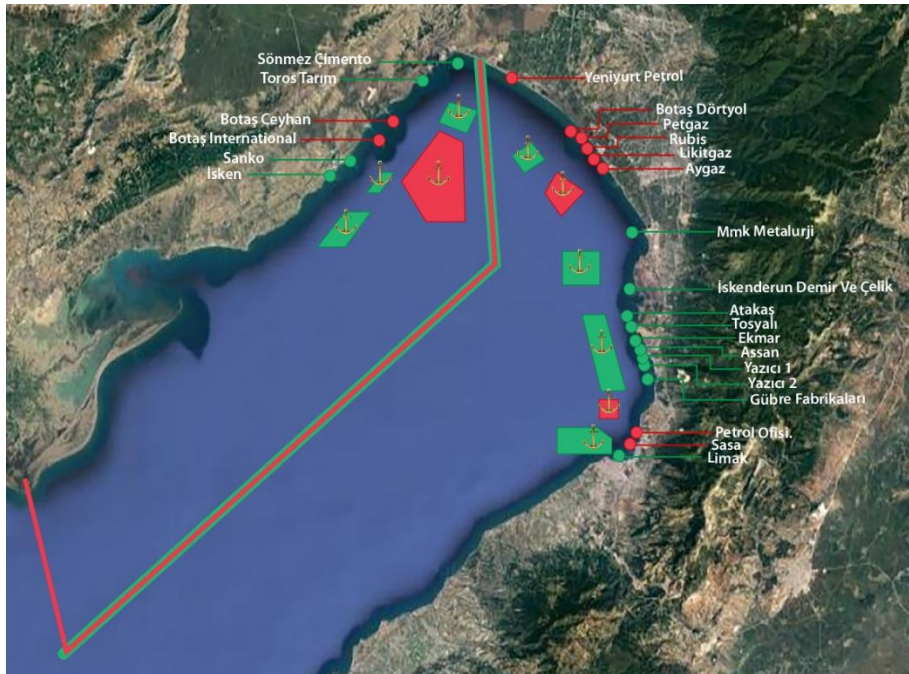 Sönmez Çimento
Toros Tarım
Botaş Ceyhan
Botaş International
Sanko
İsken
Yeniyurt Petrol
Botaş Dörtyol
Petgaz
Rubis
Likitgaz
Aygaz
Mmk Metalurji
İskenderun Demir Ve Çelik
Atakaş
Tosyalı
Ekmar
Assan
Yazıcı 1
Yazıcı 2
Gübre Fabrikaları
Petrol Ofisi.
Sasa
Limak